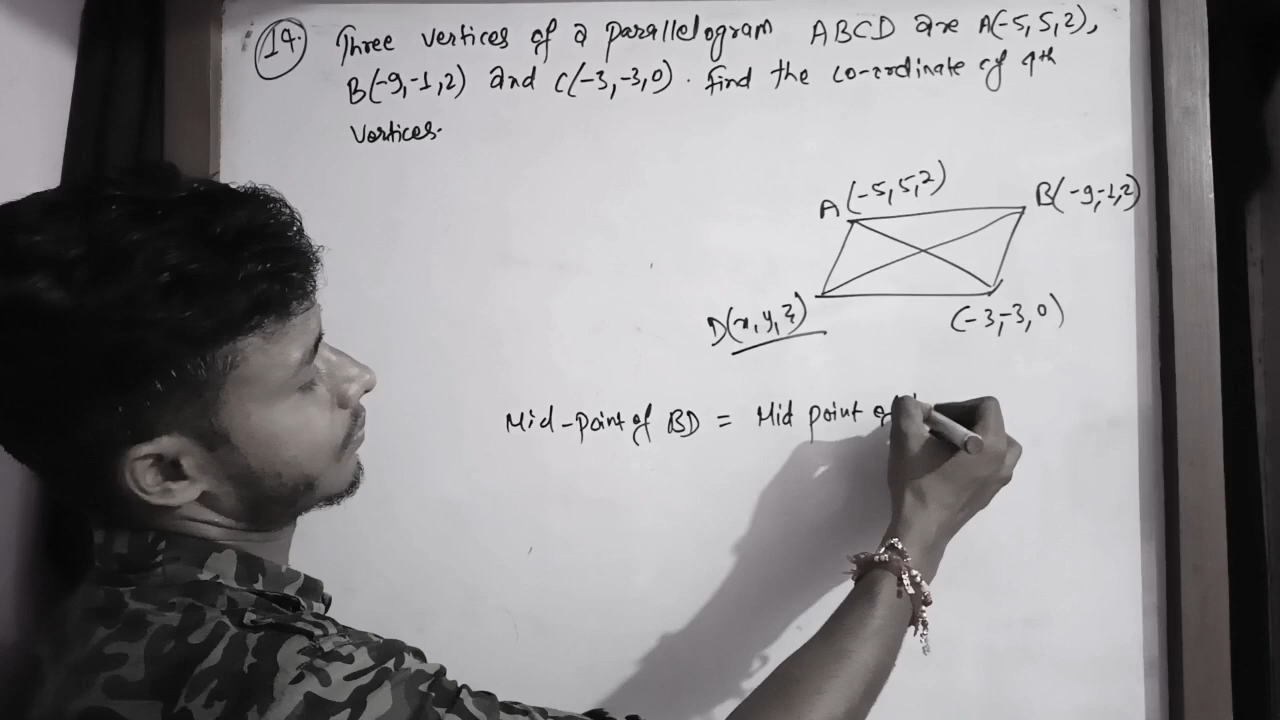 14. Three vertices of a parallelogram ABCD are A(-5,5,2),
B(-9,-1,2) and C(-3,-3,0). find the co-ordinate of 4th
Vertices.
A(-5,5,2)
B(-9,-1,2)
D(x,y,z)
(-3,-3,0)
Mid-point of BD = Mid point